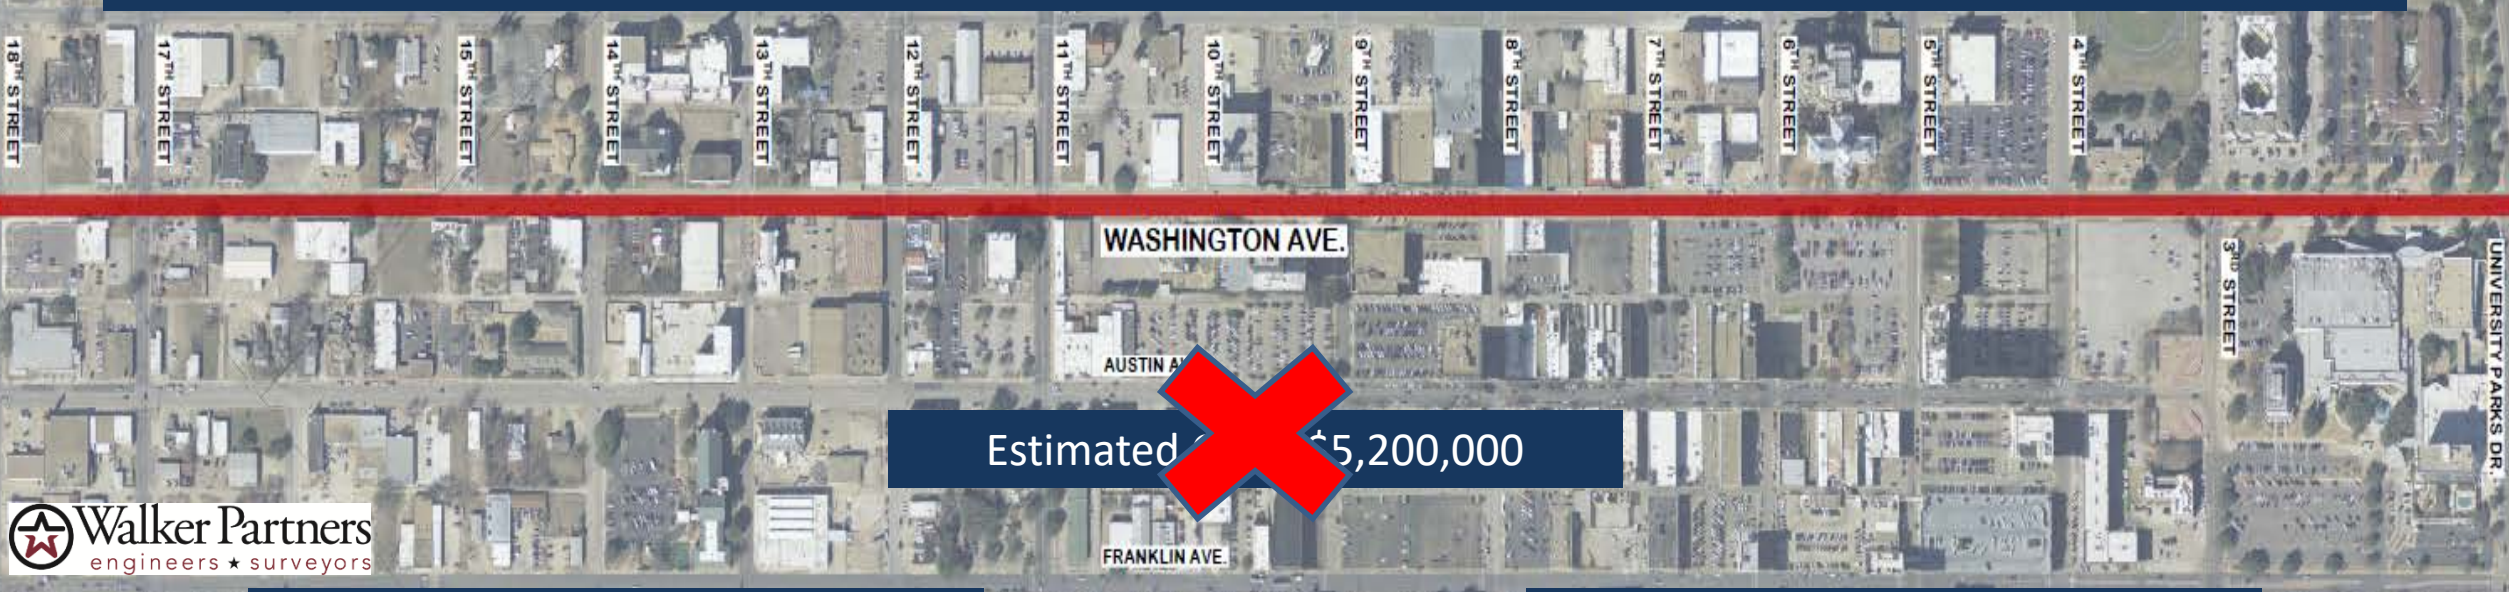 18TH STREET
17TH STREET
15TH STREET
14TH STREET
13TH STREET
12TH STREET
11TH STREET
10TH STREET
9TH STREET
8TH STREET
7TH STREET
6TH STREET
5TH STREET
4TH STREET
WASHINGTON AVE.
3RD STREET
UNIVERSITY PARKS DR.
AUSTIN
Estimated $5,200,000
Walker Partners
engineers ★ surveyors
FRANKLIN AVE.